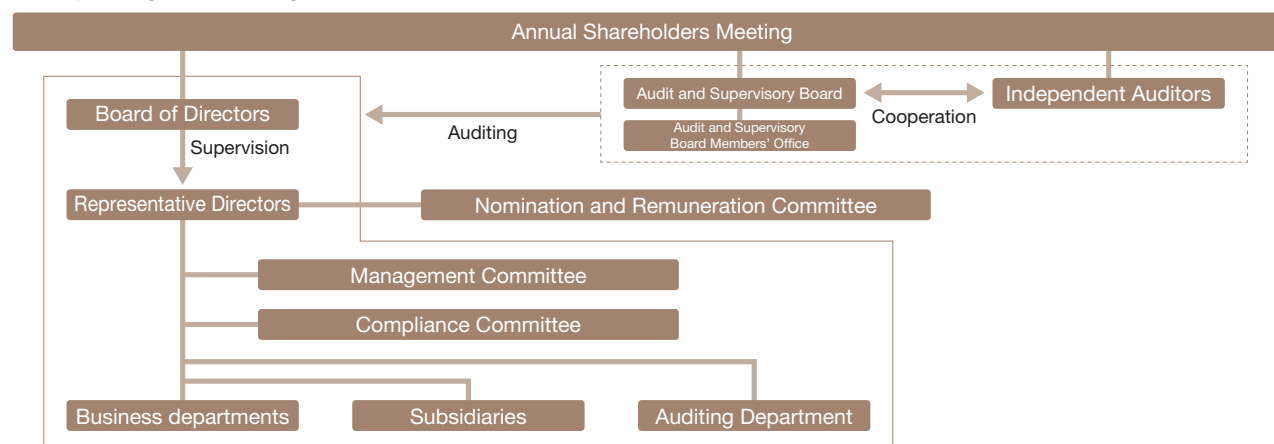 Annual Shareholders Meeting
Board of Directors
Supervision
Auditing
Audit and Supervisory Board
Audit and Supervisory
Board Members' Office
Cooperation
Independent Auditors
Representative Directors
Nomination and Remuneration Committee
Management Committee
Compliance Committee
Business departments
Subsidiaries
Auditing Department